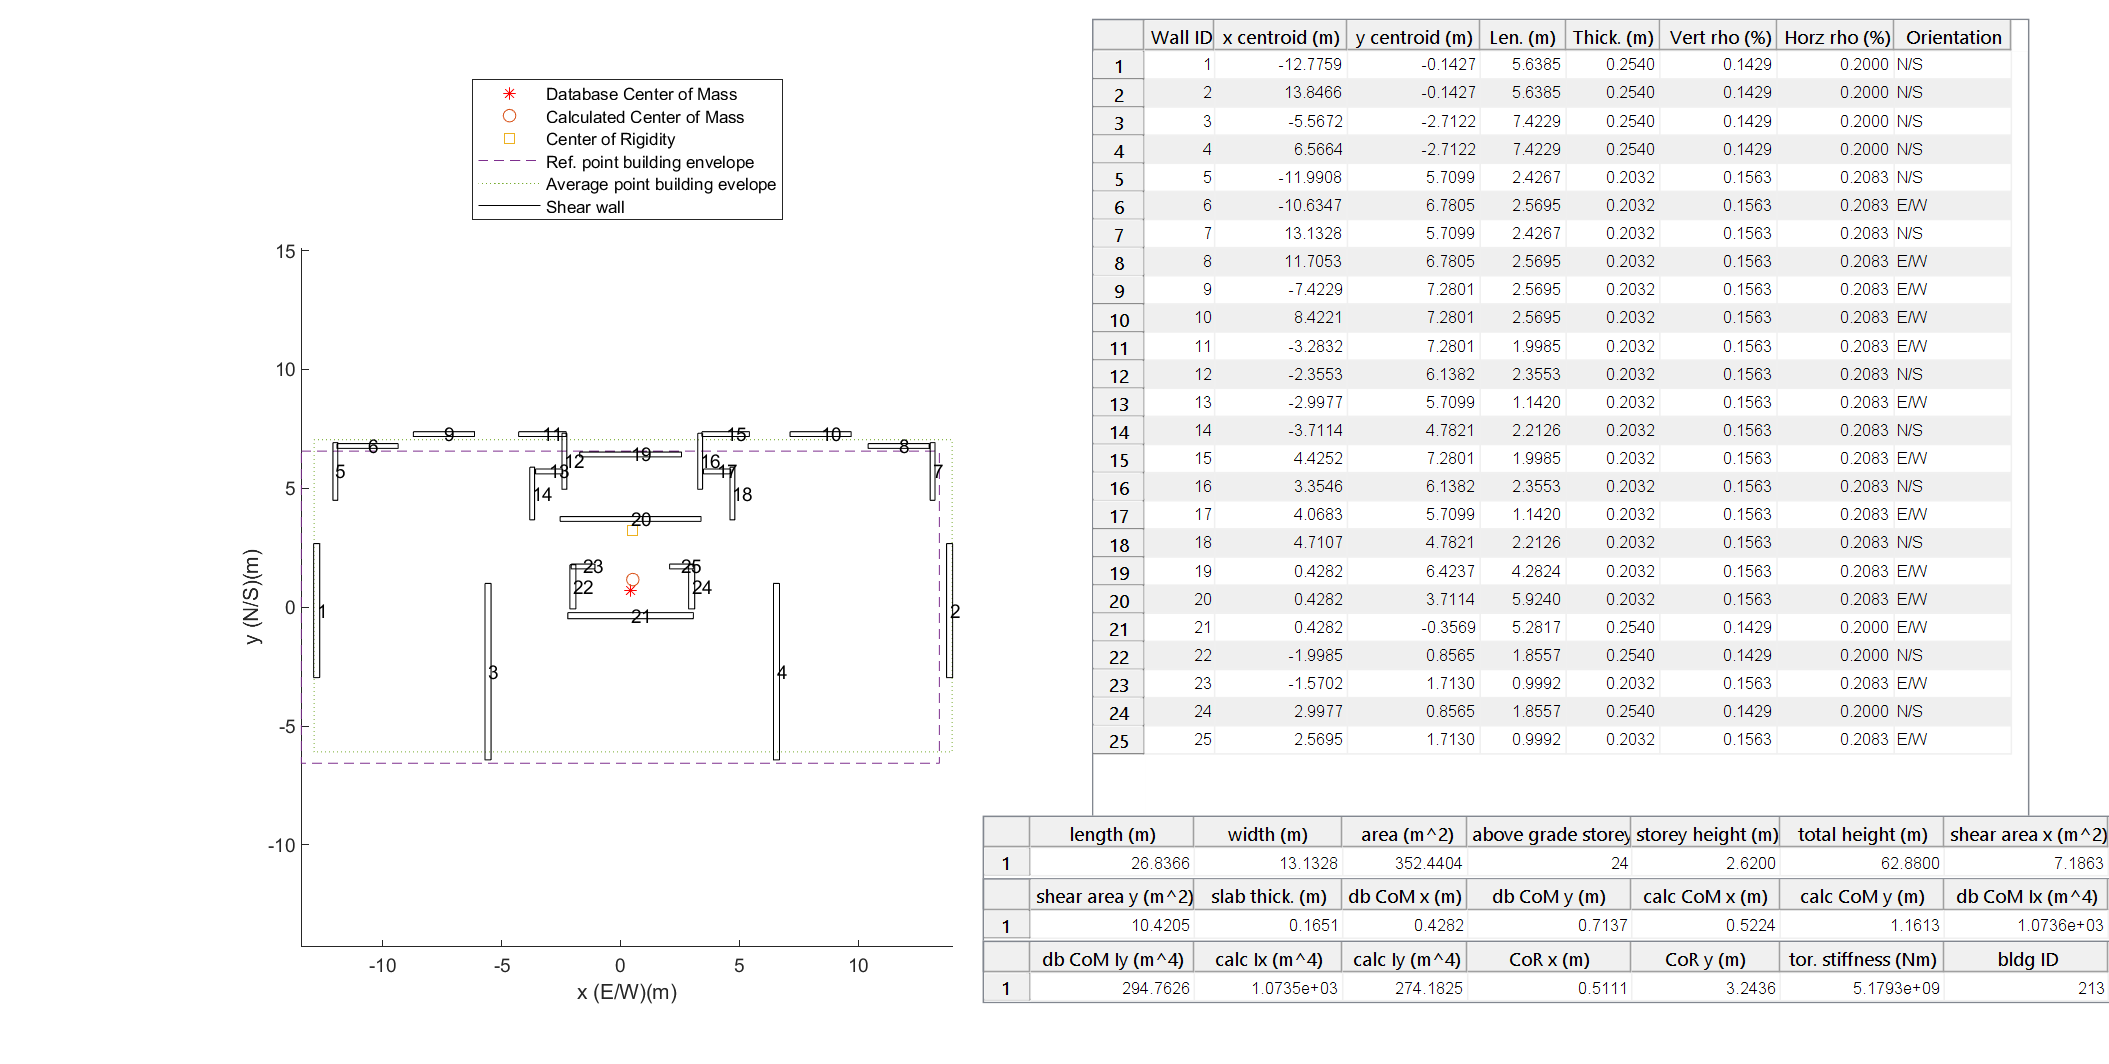 Database Center of Mass
Calculated Center of Mass
Center of Rigidity
Ref. point building envelope
Average point building evelope
Shear wall
15
10
5
0
-5
-10
-10 -5 0 5 10
x (E/W)(m)
y (N/S)(m)
6 9 11 15 10 8
5 13 12 19 16 17 7
14 18
20
23 25
22 24
1 21 2
3 4
Wall ID x centroid (m) y centroid (m) Len. (m) Thick. (m) Vert rho (%) Horz rho (%) Orientation
1 1 -12.7759 -0.1427 5.6385 0.2540 0.1429 0.2000 N/S
2 2 13.8466 -0.1427 5.6385 0.2540 0.1429 0.2000 N/S
3 3 -5.5672 -2.7122 7.4229 0.2540 0.1429 0.2000 N/S
4 4 6.5664 -2.7122 7.4229 0.2540 0.1429 0.2000 N/S
5 5 -11.9908 5.7099 2.4267 0.2032 0.1563 0.2083 N/S
6 6 -10.6347 6.7805 2.5695 0.2032 0.1563 0.2083 E/W
7 7 13.1328 5.7099 2.4267 0.2032 0.1563 0.2083 N/S
8 8 11.7053 6.7805 2.5695 0.2032 0.1563 0.2083 E/W
9 9 -7.4229 7.2801 2.5695 0.2032 0.1563 0.2083 E/W
10 10 8.4221 7.2801 2.5695 0.2032 0.1563 0.2083 E/W
11 11 -3.2832 7.2801 1.9985 0.2032 0.1563 0.2083 E/W
12 12 -2.3553 6.1382 2.3553 0.2032 0.1563 0.2083 N/S
13 13 -2.9977 5.7099 1.1420 0.2032 0.1563 0.2083 E/W
14 14 -3.7114 4.7821 2.2126 0.2032 0.1563 0.2083 N/S
15 15 4.4252 7.2801 1.9985 0.2032 0.1563 0.2083 E/W
16 16 3.3546 6.1382 2.3553 0.2032 0.1563 0.2083 N/S
17 17 4.0683 5.7099 1.1420 0.2032 0.1563 0.2083 E/W
18 18 4.7107 4.7821 2.2126 0.2032 0.1563 0.2083 N/S
19 19 0.4282 6.4237 4.2824 0.2032 0.1563 0.2083 E/W
20 20 0.4282 3.7114 5.9240 0.2032 0.1563 0.2083 E/W
21 21 0.4282 -0.3569 5.2817 0.2540 0.1429 0.2000 E/W
22 22 -1.9985 0.8565 1.8557 0.2540 0.1429 0.2000 N/S
23 23 -1.5702 1.7130 0.9992 0.2032 0.1563 0.2083 E/W
24 24 2.9977 0.8565 1.8557 0.2540 0.1429 0.2000 N/S
25 25 2.5695 1.7130 0.9992 0.2032 0.1563 0.2083 E/W
length (m) width (m) area (m^2) above grade storey storey height (m) total height (m) shear area x (m^2)
1 26.8366 13.1328 352.4404 24 2.6200 62.8800 7.1863
shear area y (m^2) slab thick. (m) db CoM x (m) db CoM y (m) calc CoM x (m) calc CoM y (m) db CoM Ix (m^4)
1 10.4205 0.1651 0.4282 0.7137 0.5224 1.1613 1.0736e+03
db CoM Iy (m^4) calc Ix (m^4) calc Iy (m^4) CoR x (m) CoR y (m) tor. stiffness (Nm) bldg ID
1 294.7626 1.0735e+03 274.1825 0.5111 3.2436 5.1793e+09 213